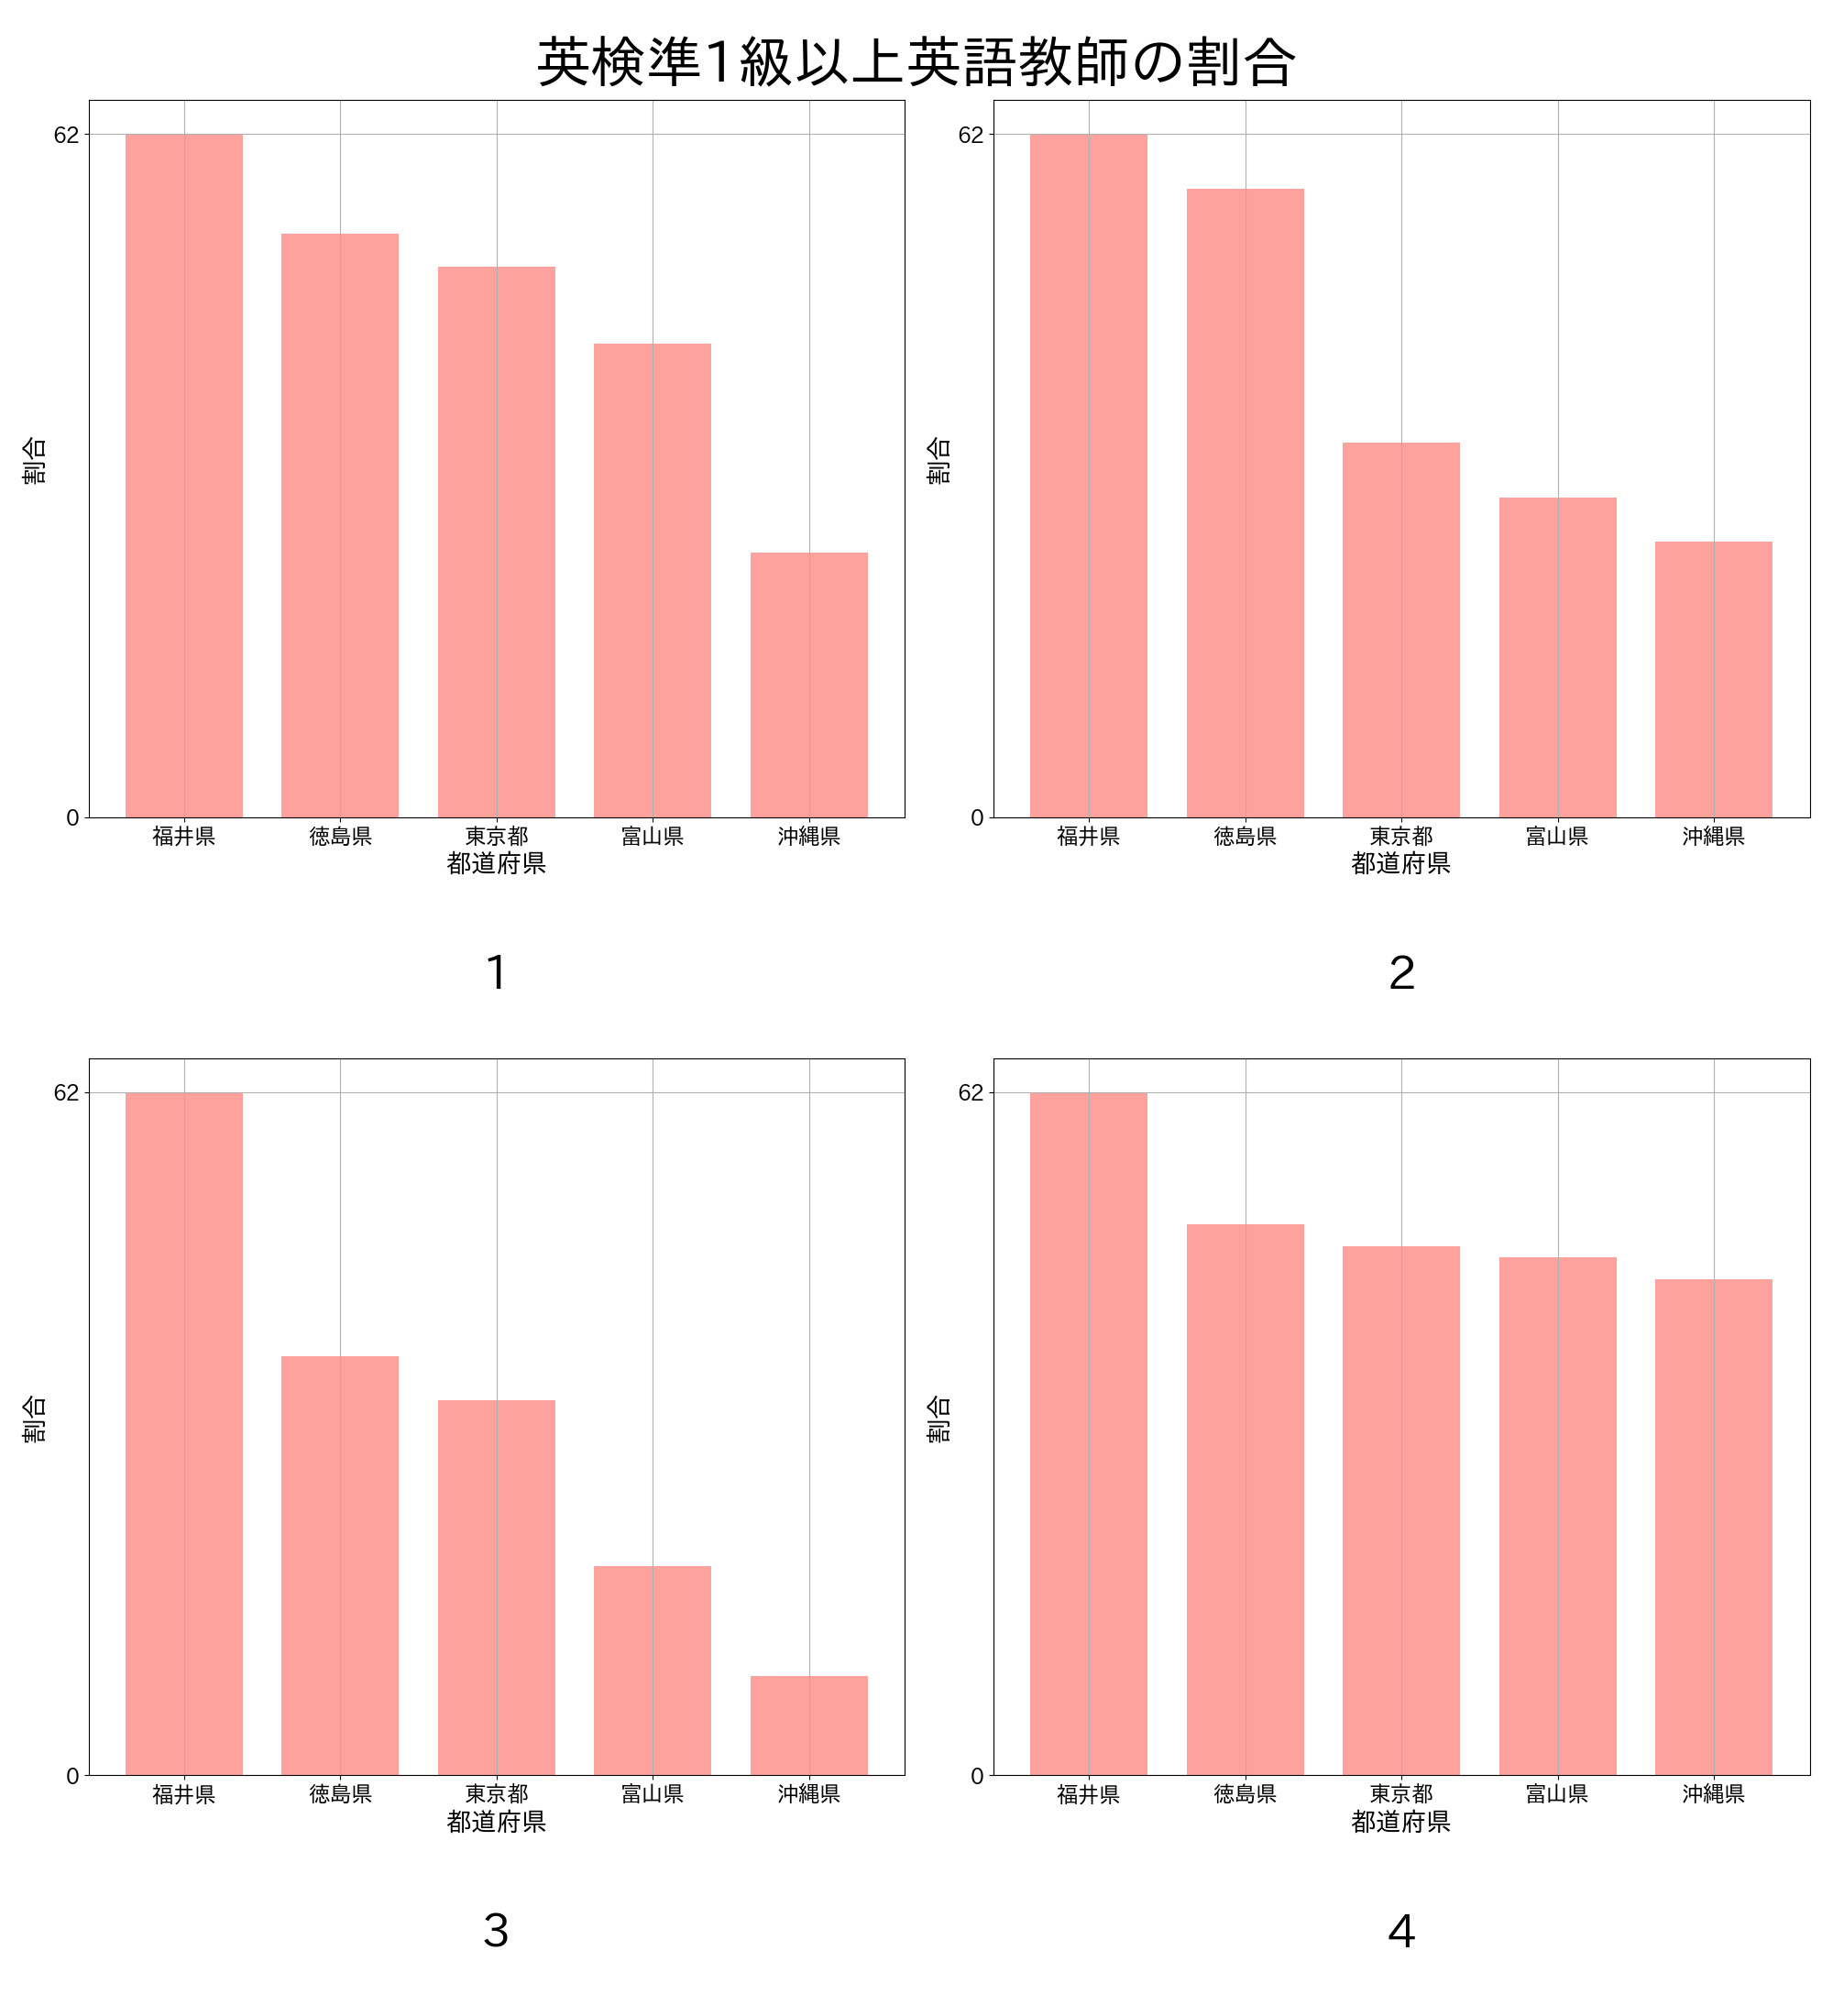 英検準1級以上英語教師の割合
62
0
割合
福井県 徳島県 東京都 富山県 沖縄県
都道府県
1
62
0
割合
福井県 徳島県 東京都 富山県 沖縄県
都道府県
2
62
0
割合
福井県 徳島県 東京都 富山県 沖縄県
都道府県
3
62
0
割合
福井県 徳島県 東京都 富山県 沖縄県
都道府県
4